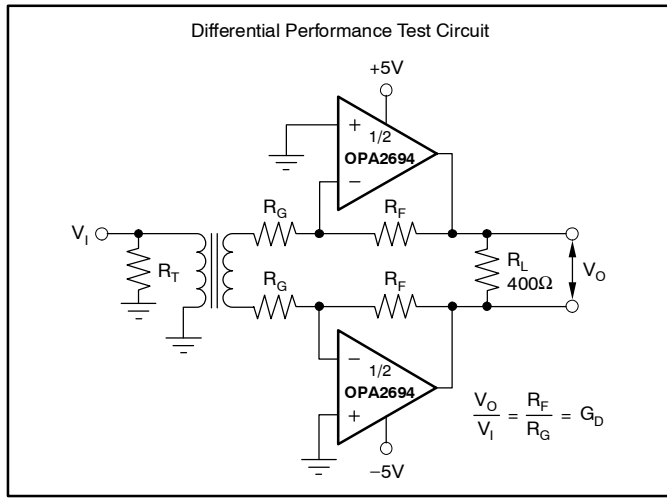 Differential Performance Test Circuit
+5V
+
1/2
OPA2694
−
R_G
R_F
V_I
R_T
R_G
R_F
R_L
400Ω
V_O
−
1/2
OPA2694
+
V_O / V_I = R_F / R_G = G_D
−5V